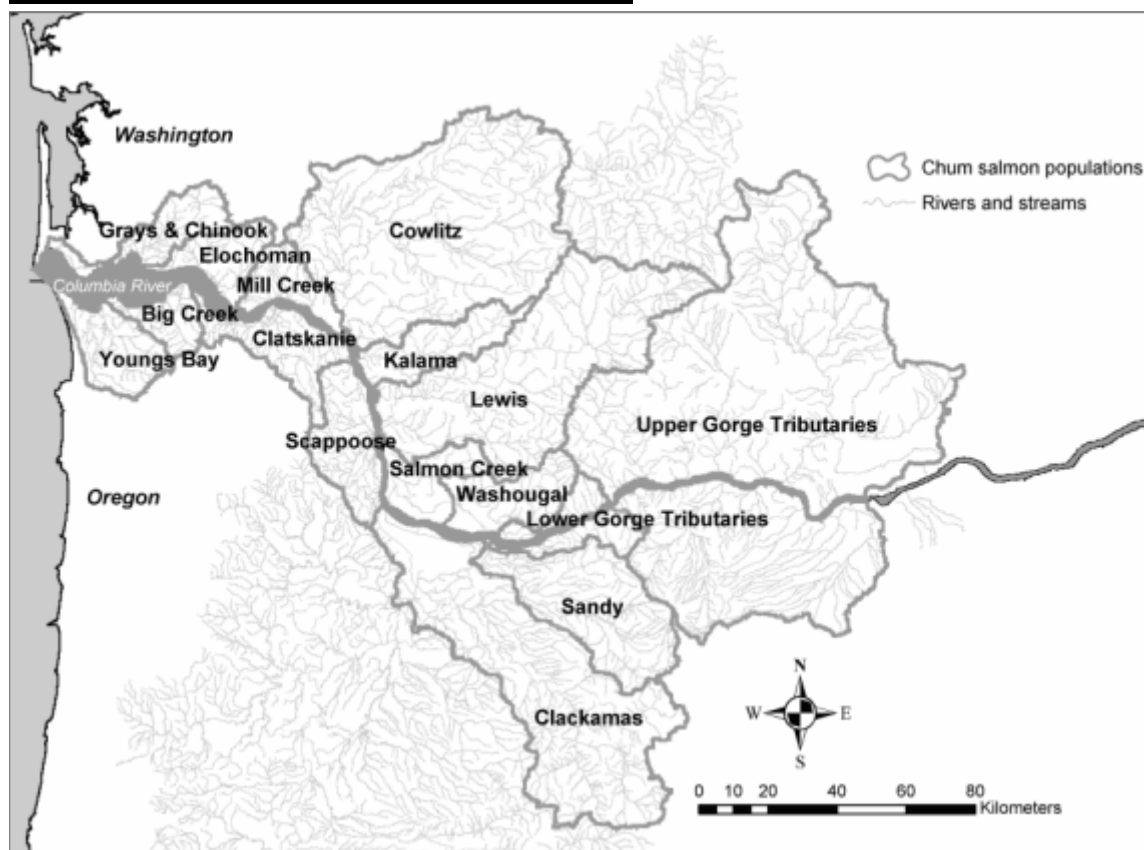 Washington
Chum salmon populations
Rivers and streams
Grays & Chinook
Cowlitz
Elochoman
Columbia River
Mill Creek
Big Creek
Clatskanie
Youngs Bay
Kalama
Lewis
Upper Gorge Tributaries
Scappoose
Salmon Creek
Washougal
Oregon
Lower Gorge Tributaries
Sandy
Clackamas
N
W
E
S
0 10 20 40 60 80
Kilometers